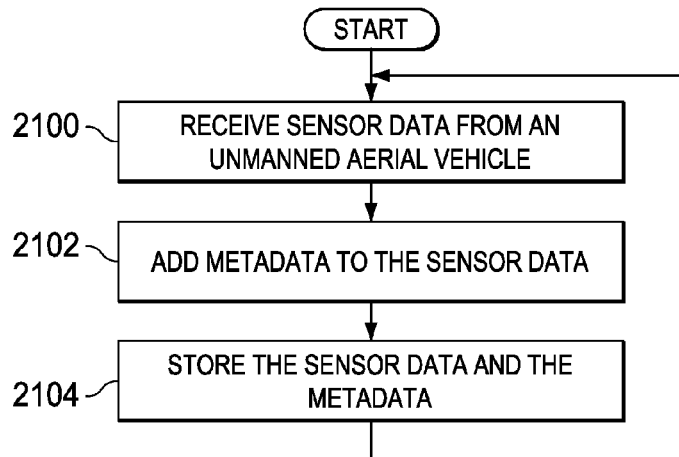 START
2100
RECEIVE SENSOR DATA FROM AN
UNMANNED AERIAL VEHICLE
2102
ADD METADATA TO THE SENSOR DATA
2104
STORE THE SENSOR DATA AND THE
METADATA